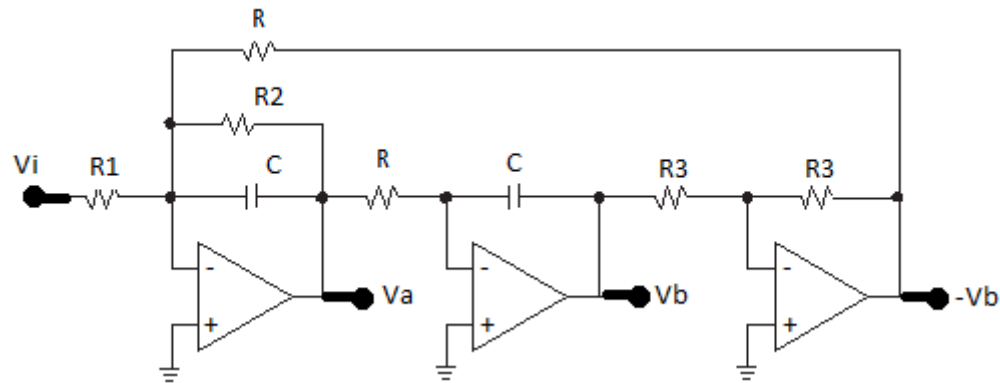 R
R2
Vi R1 C R C R3 R3
- - -
Va Vb -Vb
+ + +